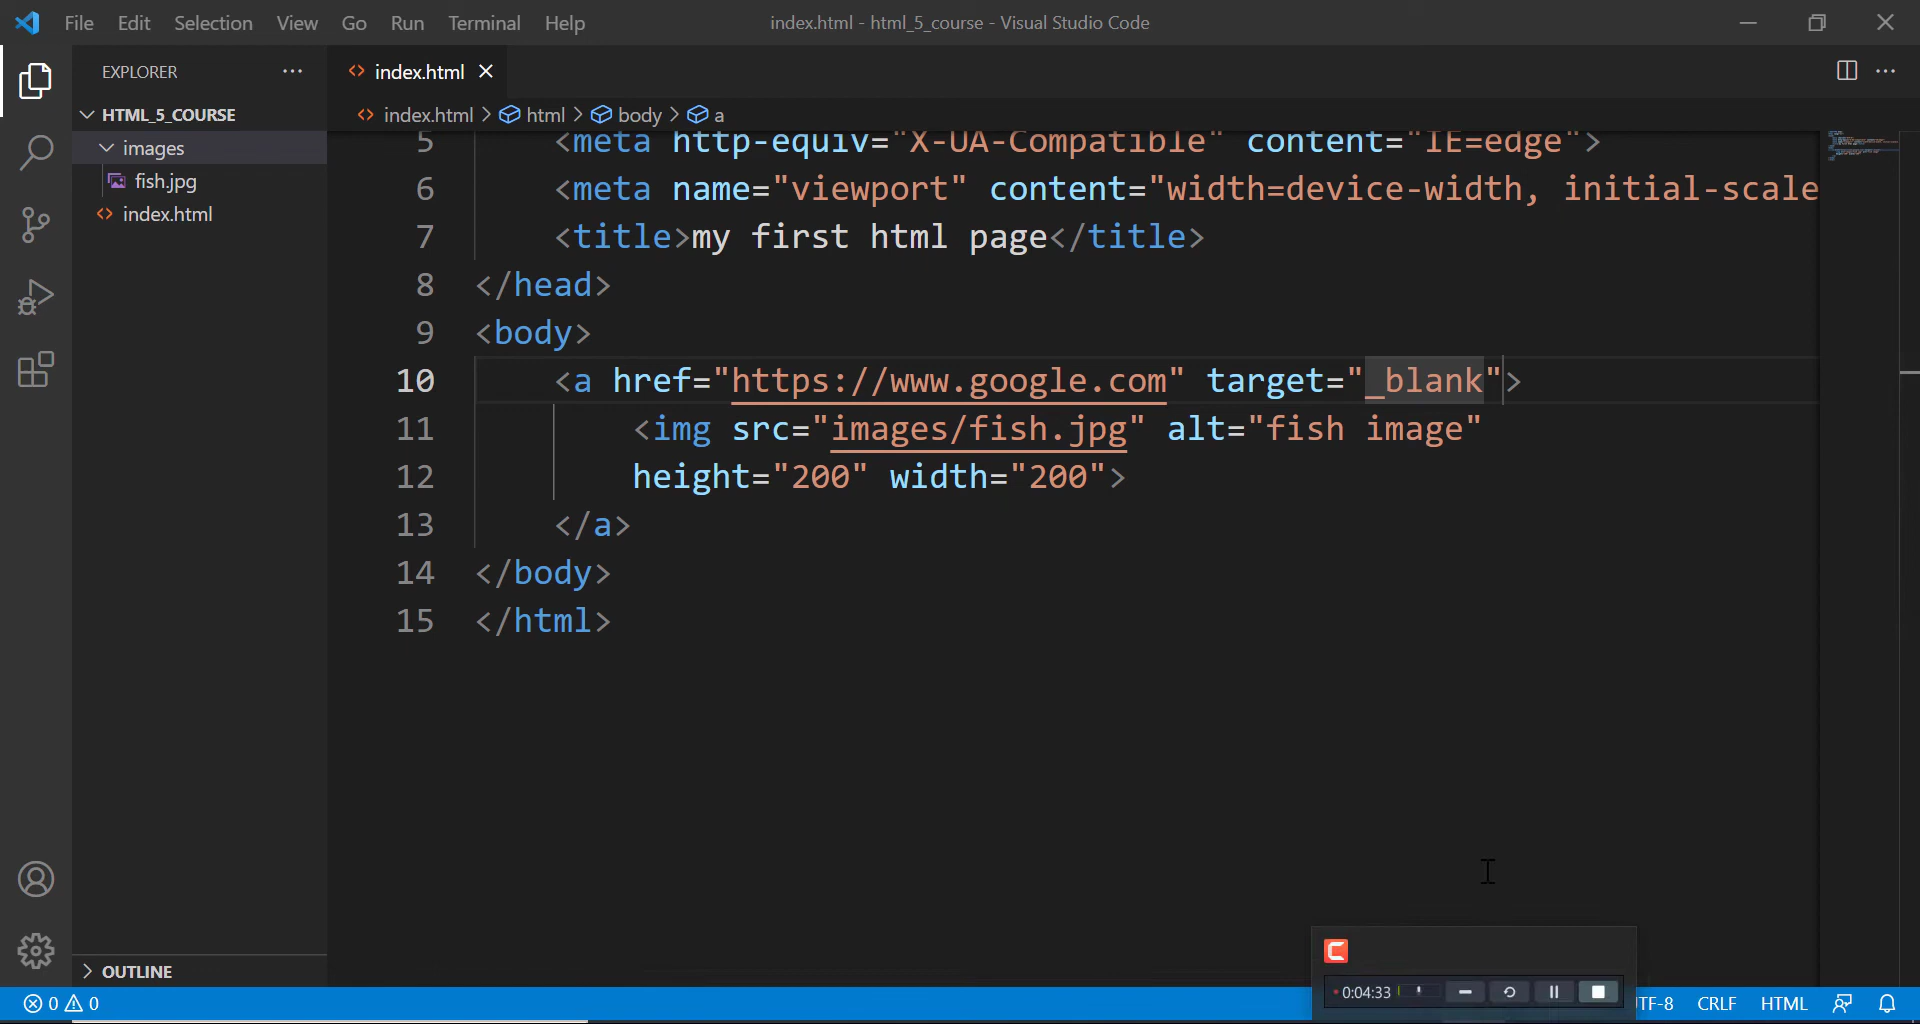 File Edit Selection View Go Run Terminal Help
index.html - html_5_course - Visual Studio Code
EXPLORER
HTML_5_COURSE
images
fish.jpg
index.html
OUTLINE
index.html
index.html > html > body > a
5 <meta http-equiv="X-UA-Compatible" content="IE=edge">
6 <meta name="viewport" content="width=device-width, initial-scale
7 <title>my first html page</title>
8 </head>
9 <body>
10 <a href="https://www.google.com" target="_blank">
11 <img src="images/fish.jpg" alt="fish image"
12 height="200" width="200">
13 </a>
14 </body>
15 </html>
0:04:33
0 0
TF-8 CRLF HTML